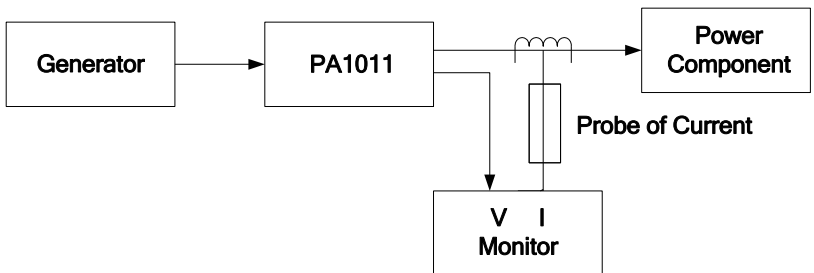 Generator
PA1011
Power
Component
Probe of Current
V I
Monitor